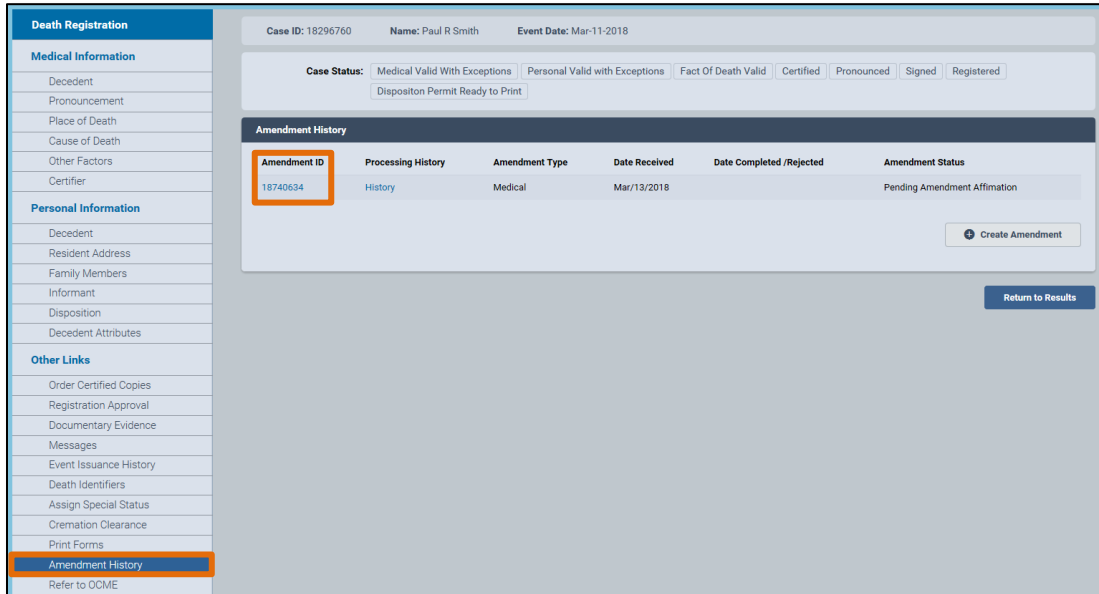 Death Registration
Medical Information
Decedent
Pronouncement
Place of Death
Cause of Death
Other Factors
Certifier
Personal Information
Decedent
Resident Address
Family Members
Informant
Disposition
Decedent Attributes
Other Links
Order Certified Copies
Registration Approval
Documentary Evidence
Messages
Event Issuance History
Death Identifiers
Assign Special Status
Cremation Clearance
Print Forms
Amendment History
Refer to OCME
Case ID: 18296760 Name: Paul R Smith Event Date: Mar-11-2018
Case Status: Medical Valid With Exceptions Personal Valid with Exceptions Fact Of Death Valid Certified Pronounced Signed Registered
Dispositon Permit Ready to Print
Amendment History
Amendment ID Processing History Amendment Type Date Received Date Completed /Rejected Amendment Status
18740634 History Medical Mar/13/2018 Pending Amendment Affimation
Create Amendment
Return to Results